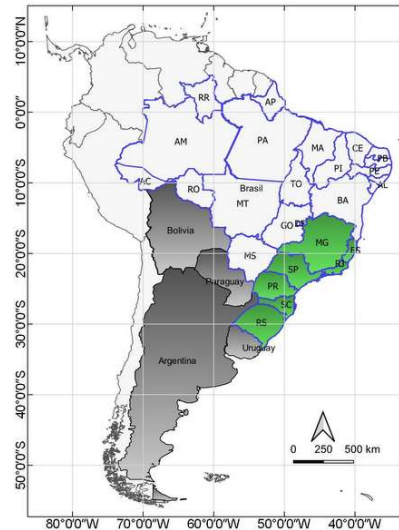 10°0'0"N
0°0'0"
10°0'0"S
20°0'0"S
30°0'0"S
40°0'0"S
50°0'0"S
RR
AP
AM
PA
MA
CE
PB
PE
AL
PI
AC
RO
TO
BA
Brasil
MT
GO
DF
Bolivia
MG
ES
MS
SP
RJ
Paraguay
PR
SC
RS
Uruguay
Argentina
0 250 500 km
80°0'0"W 70°0'0"W 60°0'0"W 50°0'0"W 40°0'0"W